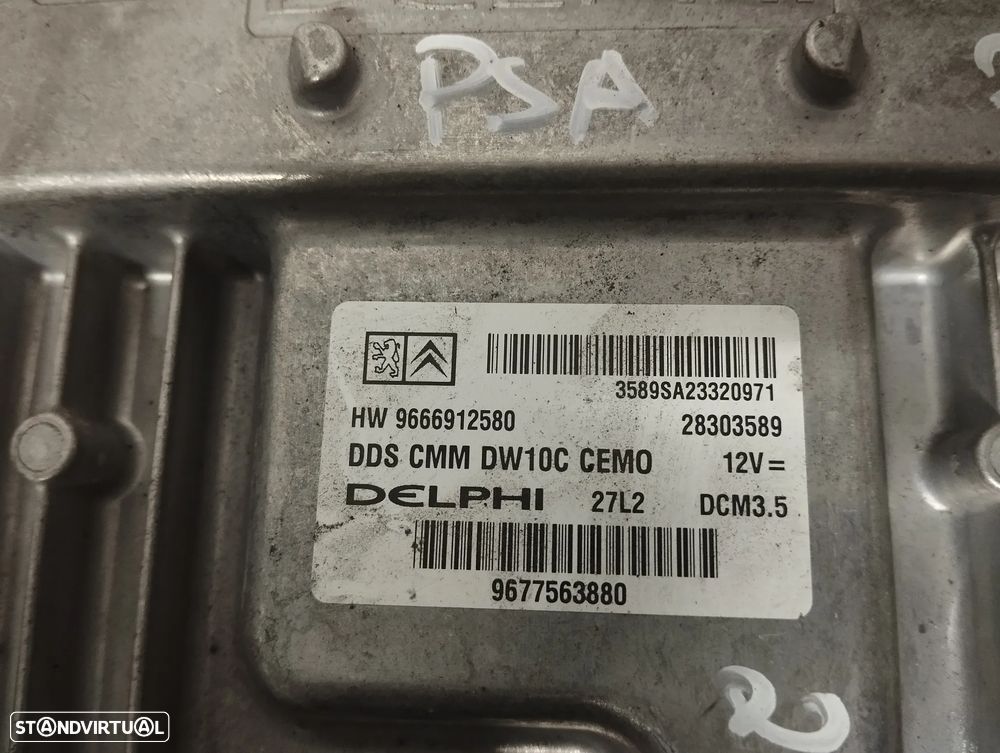 PSA
3589SA23320971
HW 9666912580 28303589
DDS CMM DW10C CEMO 12V=
DELPHI 27L2 DCM3.5
9677563880
STANDVIRTUAL